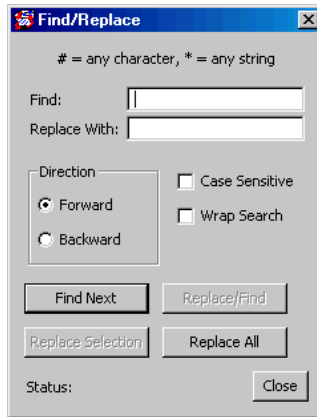 Find/Replace
# = any character, * = any string
Find:
Replace With:
Direction
Forward
Backward
Case Sensitive
Wrap Search
Find Next
Replace/Find
Replace Selection
Replace All
Status:
Close